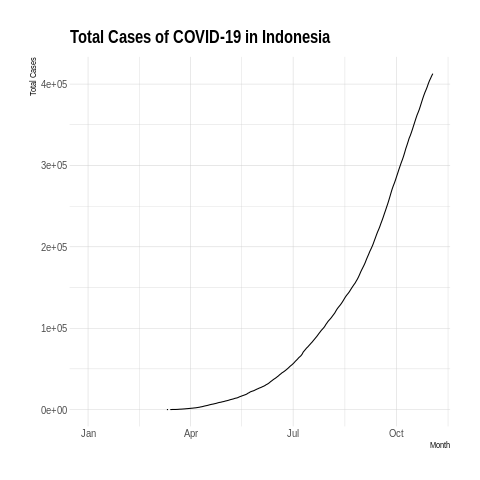 Total Cases of COVID-19 in Indonesia
Total Cases
4e+05
3e+05
2e+05
1e+05
0e+00
Jan Apr Jul Oct
Month